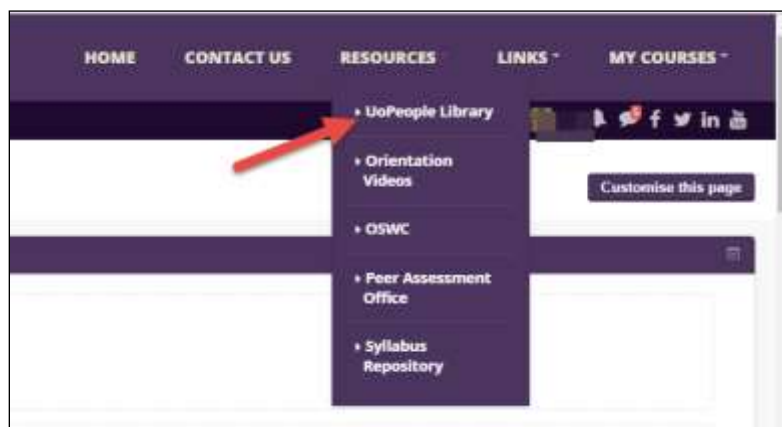 HOME CONTACT US RESOURCES LINKS MY COURSES
UoPeople Library
f in
Orientation
Videos
Customise this page
OSWC
Peer Assessment
Office
Syllabus
Repository